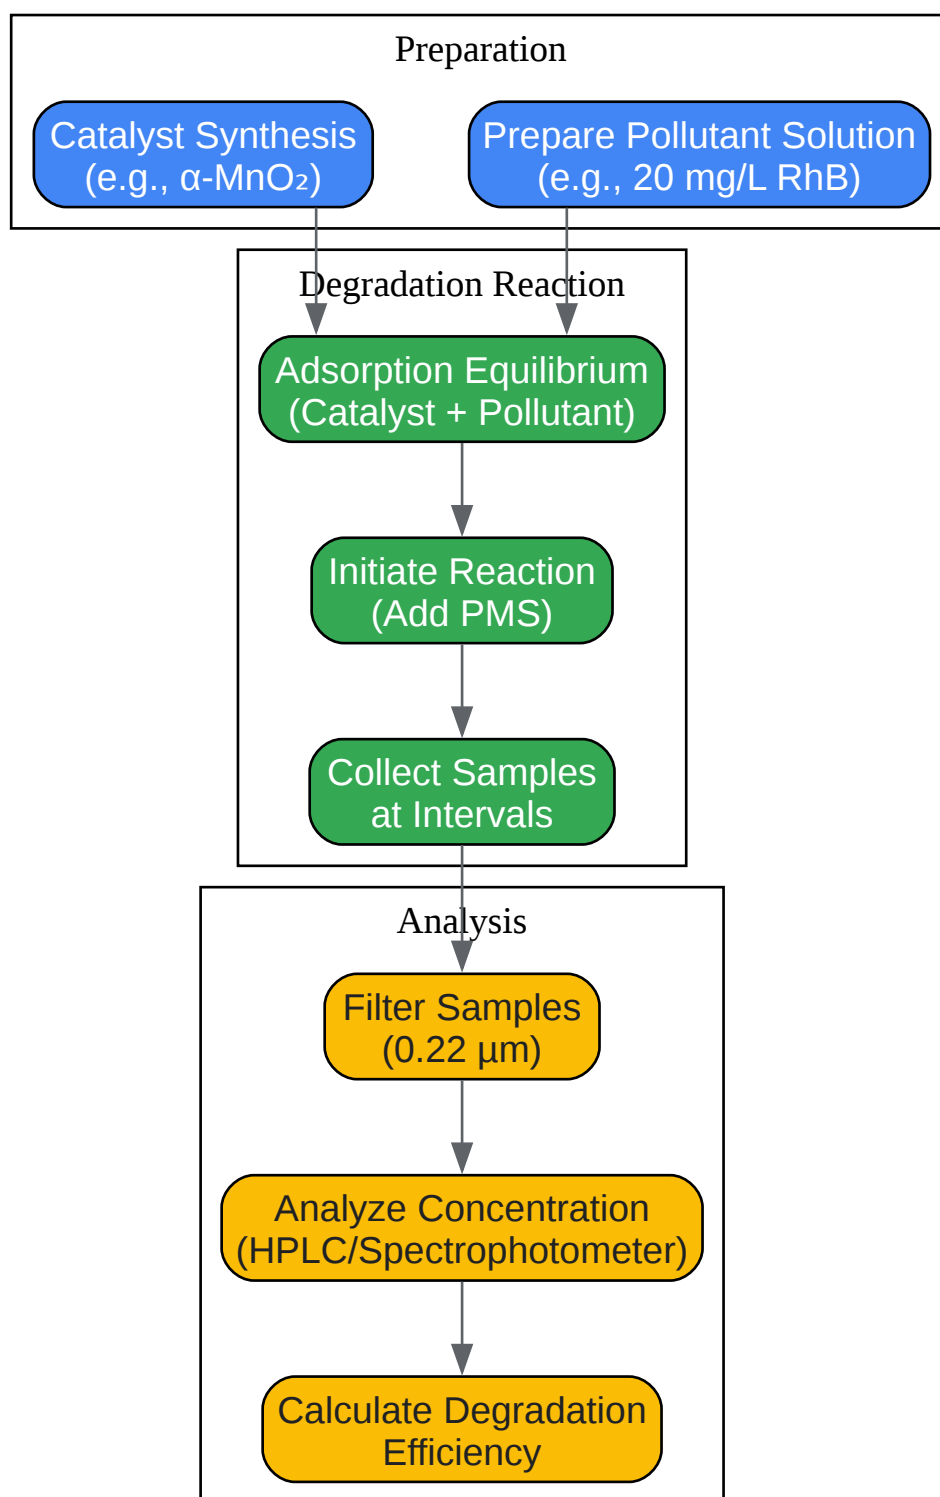 Preparation
Catalyst Synthesis
(e.g., α-MnO₂)
Prepare Pollutant Solution
(e.g., 20 mg/L RhB)
Degradation Reaction
Adsorption Equilibrium
(Catalyst + Pollutant)
Initiate Reaction
(Add PMS)
Collect Samples
at Intervals
Analysis
Filter Samples
(0.22 µm)
Analyze Concentration
(HPLC/Spectrophotometer)
Calculate Degradation
Efficiency